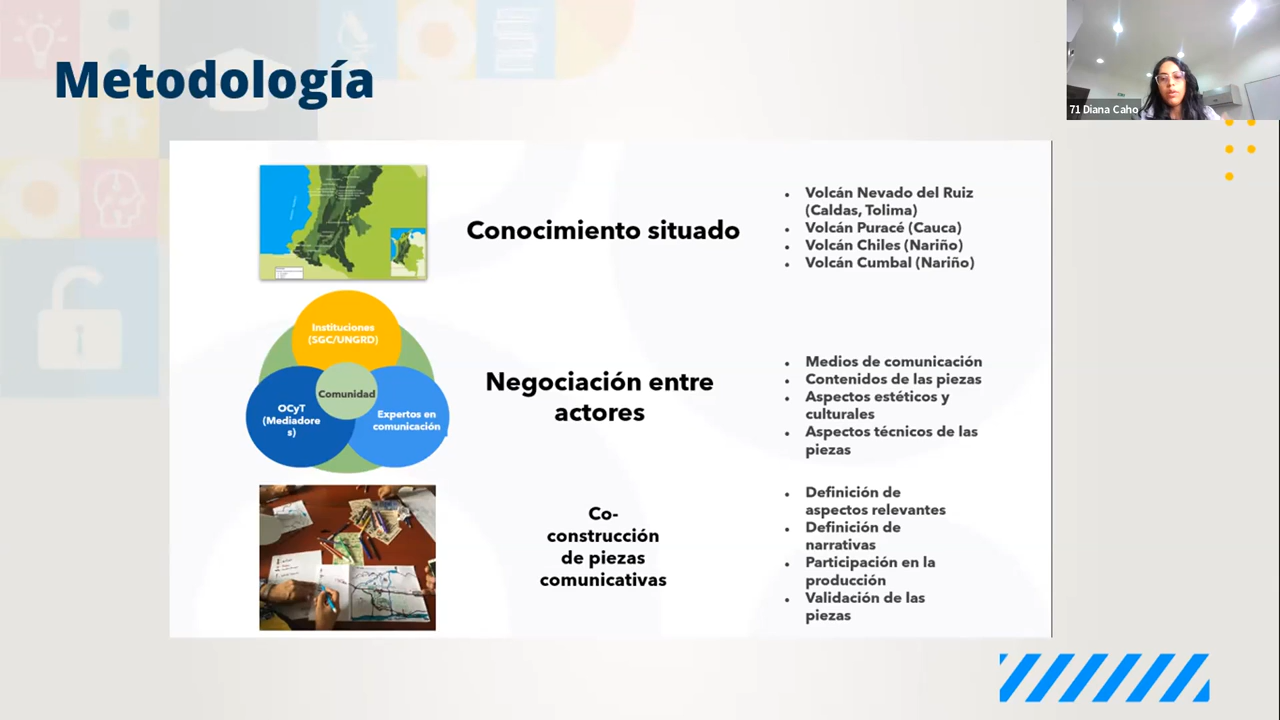 Metodología
71 Diana Caho
Conocimiento situado
Volcán Nevado del Ruiz
(Caldas, Tolima)
Volcán Puracé (Cauca)
Volcán Chiles (Nariño)
Volcán Cumbal (Nariño)
Instituciones
(SGC/UNGRD)
Comunidad
OCyT
(Mediadore
s)
Expertos en
comunicación
Negociación entre
actores
Medios de comunicación
Contenidos de las piezas
Aspectos estéticos y
culturales
Aspectos técnicos de las
piezas
Co-
construcción
de piezas
comunicativas
Definición de
aspectos relevantes
Definición de
narrativas
Participación en la
producción
Validación de las
piezas